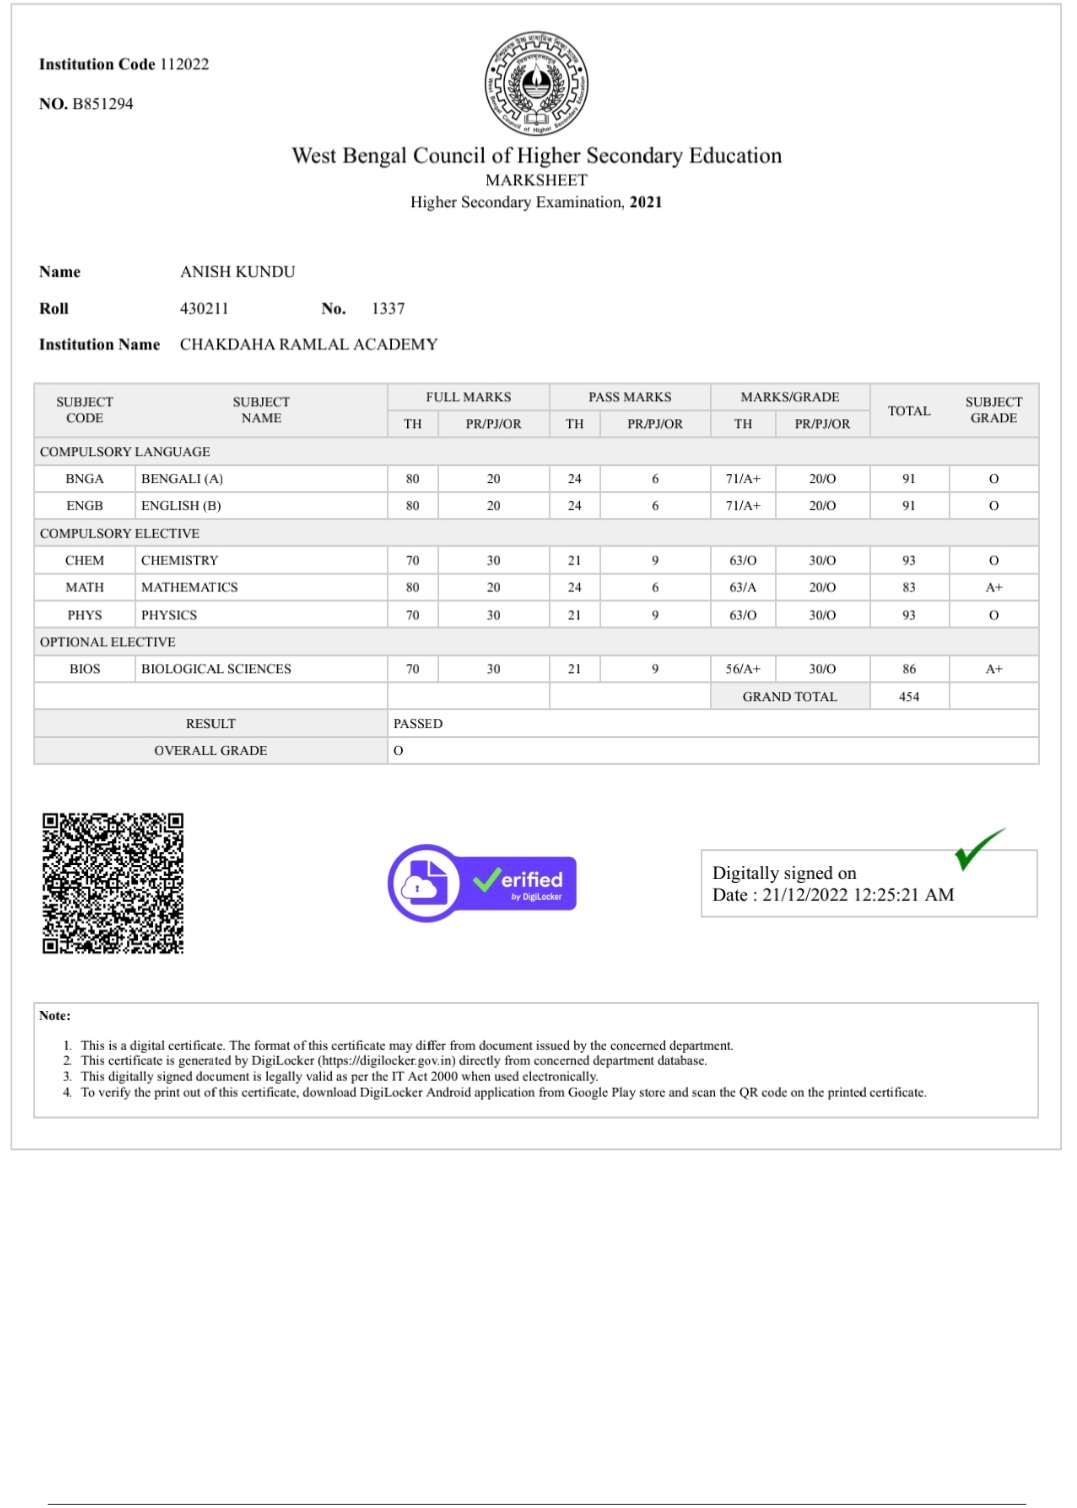 Institution Code 112022
NO. B851294
West Bengal Council of Higher Secondary Education
West Bengal Council of Higher Secondary Education
MARKSHEET
Higher Secondary Examination, 2021
Name ANISH KUNDU
Roll 430211 No. 1337
Institution Name CHAKDAHA RAMLAL ACADEMY
SUBJECT CODE SUBJECT NAME FULL MARKS PASS MARKS MARKS/GRADE TOTAL SUBJECT GRADE
TH PR/PJ/OR TH PR/PJ/OR TH PR/PJ/OR
COMPULSORY LANGUAGE
BNGA BENGALI (A) 80 20 24 6 71/A+ 20/O 91 O
ENGB ENGLISH (B) 80 20 24 6 71/A+ 20/O 91 O
COMPULSORY ELECTIVE
CHEM CHEMISTRY 70 30 21 9 63/O 30/O 93 O
MATH MATHEMATICS 80 20 24 6 63/A 20/O 83 A+
PHYS PHYSICS 70 30 21 9 63/O 30/O 93 O
OPTIONAL ELECTIVE
BIOS BIOLOGICAL SCIENCES 70 30 21 9 56/A+ 30/O 86 A+
GRAND TOTAL 454
RESULT PASSED
OVERALL GRADE O
erified
by DigiLocker
Digitally signed on
Date : 21/12/2022 12:25:21 AM
Note:
1. This is a digital certificate. The format of this certificate may differ from document issued by the concerned department.
2. This certificate is generated by DigiLocker (https://digilocker.gov.in) directly from concerned department database.
3. This digitally signed document is legally valid as per the IT Act 2000 when used electronically.
4. To verify the print out of this certificate, download DigiLocker Android application from Google Play store and scan the QR code on the printed certificate.